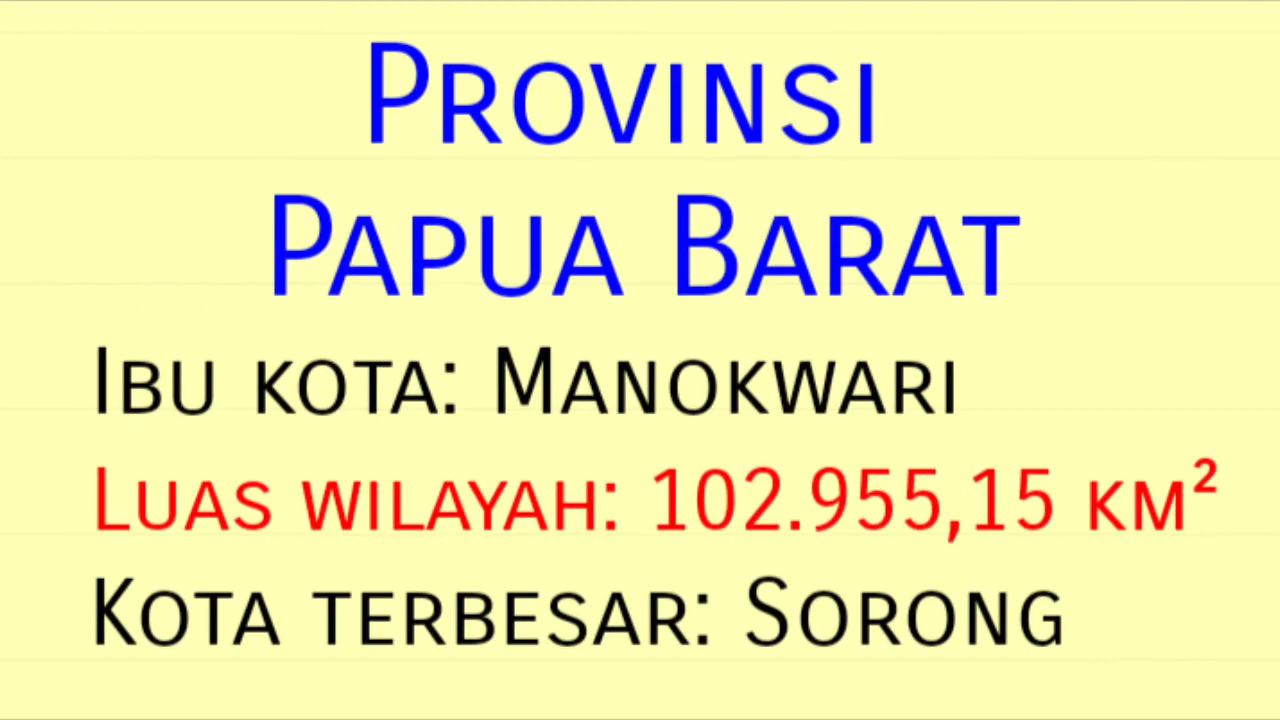 Provinsi
Papua Barat
Ibu kota: Manokwari
Luas wilayah: 102.955,15 km²
Kota terbesar: Sorong